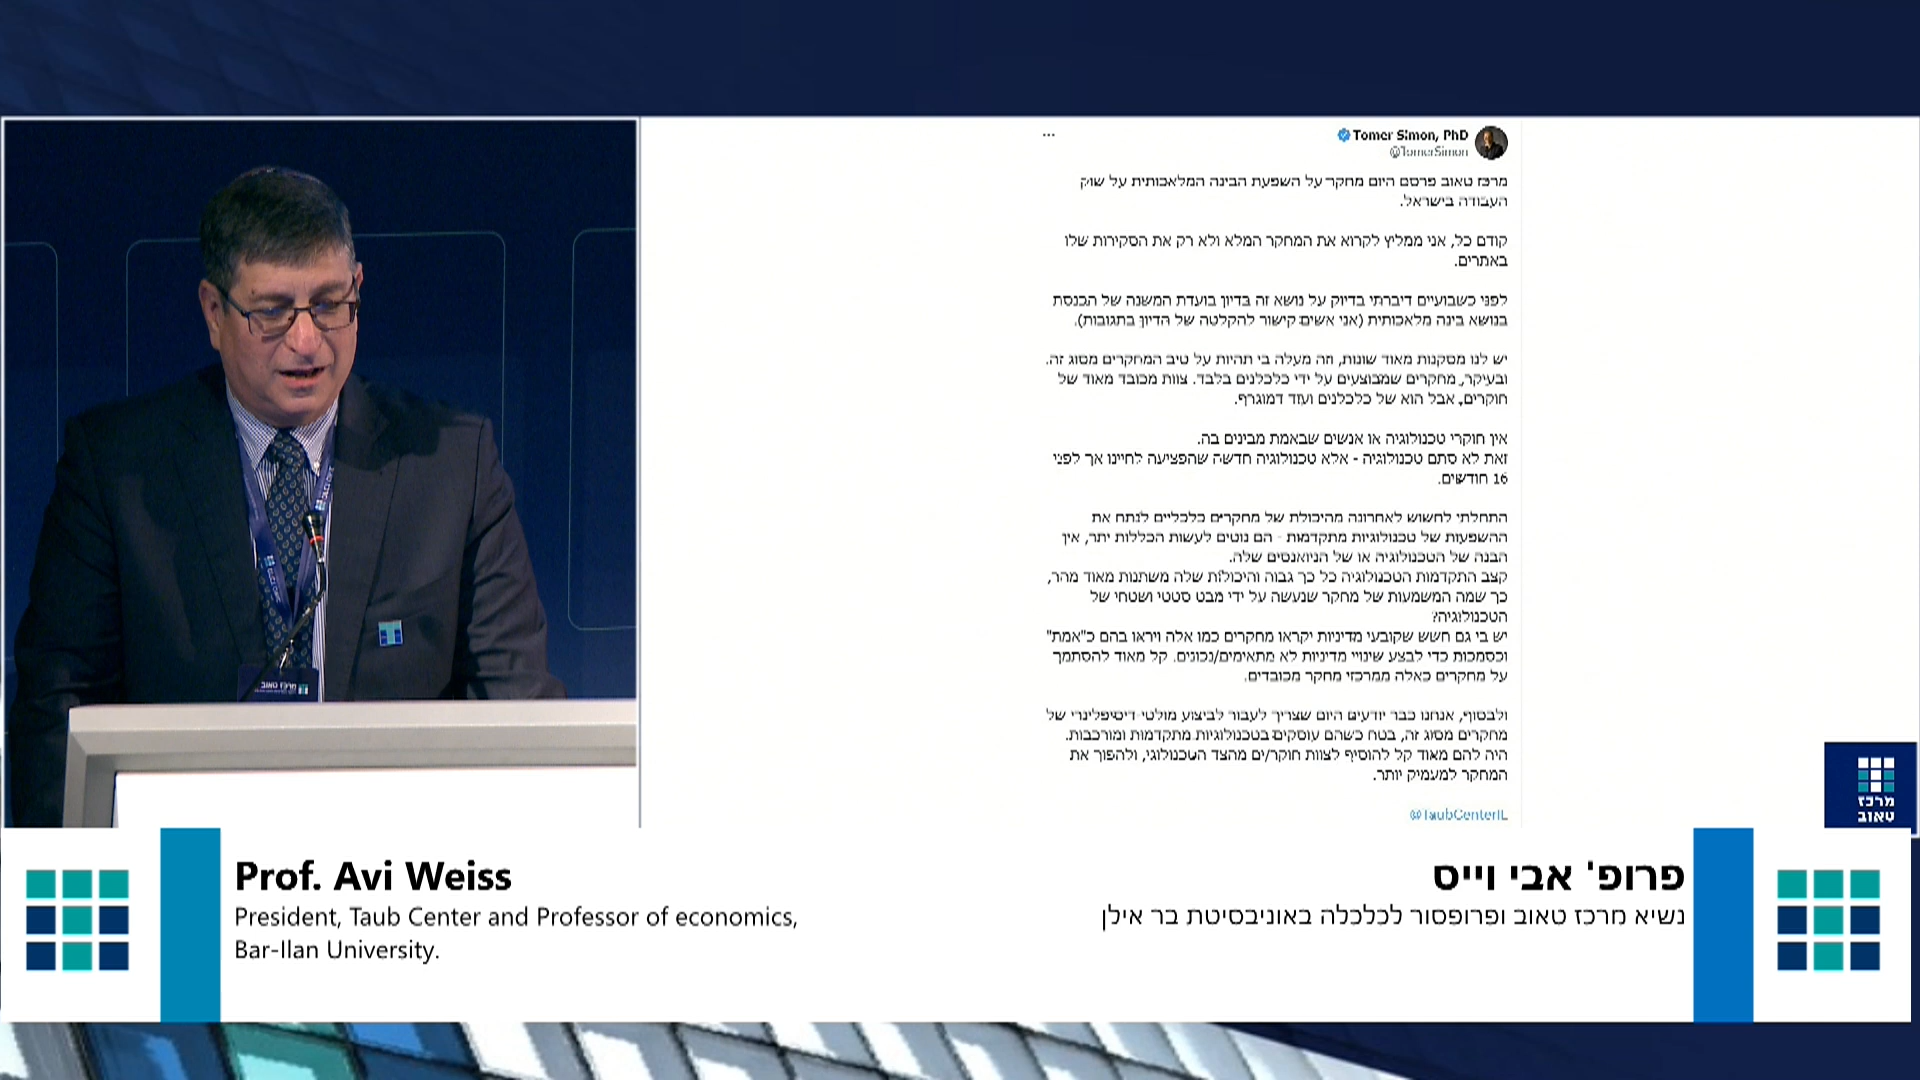 ...
Tomer Simon, PhD
@TomerSimon
מרכז טאוב פרסם היום מחקר על השפעת הבינה המלאכותית על שוק
העבודה בישראל.
קודם כל, אני ממליץ לקרוא את המחקר המלא ולא רק את הסקירות שלו
באתרים.
לפני כשבועיים דיברתי בדיוק על נושא זה בדיון בועדת המשנה של הכנסת
בנושא בינה מלאכותית (אני אשים קישור להקלטה של הדיון בתגובות).
יש לנו מסקנות מאוד שונות, וזה מעלה בי תהיות על טיב המחקרים מסוג זה.
ובעיקר, מחקרים שמבוצעים על ידי כלכלנים בלבד. צוות מכובד מאוד של
חוקרים, אבל הוא של כלכלנים ועוד דמוגרף.
אין חוקרי טכנולוגיה או אנשים שבאמת מבינים בה.
זאת לא סתם טכנולוגיה - אלא טכנולוגיה חדשה שהפציעה לחיינו אך לפני
16 חודשים.
התחלתי לחשוש לאחרונה מהיכולת של מחקרים כלכליים לנתח את
ההשפעות של טכנולוגיות מתקדמות - הם נוטים לעשות הכללות יתר, אין
הבנה של הטכנולוגיה או של הניואנסים שלה.
קצב התקדמות הטכנולוגיה כל כך גבוה והיכולות שלה משתנות מאוד מהר,
כך שמה המשמעות של מחקר שנעשה על ידי מבט סטטי ושטחי של
הטכנולוגיה?
יש בי גם חשש שקובעי מדיניות יקראו מחקרים כמו אלה ויראו בהם כ"אמת"
וכסמכות כדי לבצע שינויי מדיניות לא מתאימים/נכונים. קל מאוד להסתמך
על מחקרים כאלה ממרכזי מחקר מכובדים.
ולבסוף, אנחנו כבר יודעים היום שצריך לעבור לביצוע מולטי-דיסיפלינרי של
מחקרים מסוג זה, בטח כשהם עוסקים בטכנולוגיות מתקדמות ומורכבות.
היה להם מאוד קל להוסיף לצוות חוקר/ים מהצד הטכנולוגי, ולהפוך את
המחקר למעמיק יותר.
@TaubCenterIL
מרכז טאוב
מרכז
טאוב
Prof. Avi Weiss
President, Taub Center and Professor of economics,
Bar-Ilan University.
פרופ' אבי וייס
נשיא מרכז טאוב ופרופסור לכלכלה באוניבסיטת בר אילן